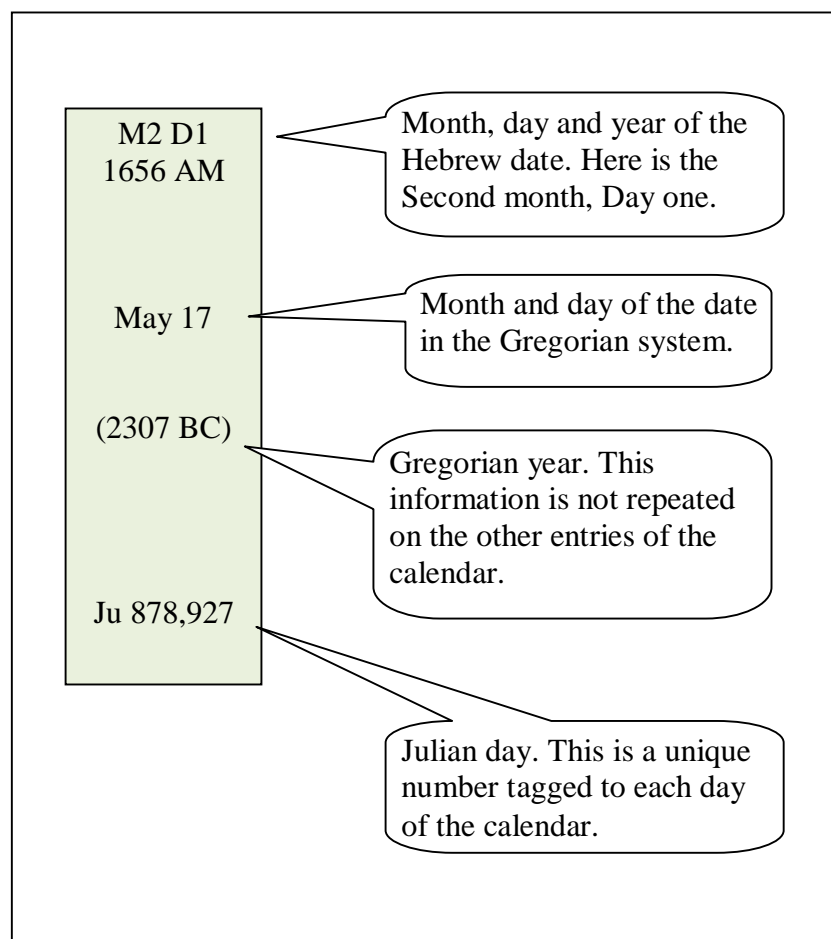 M2 D1
1656 AM
May 17
(2307 BC)
Ju 878,927
Month, day and year of the
Hebrew date. Here is the
Second month, Day one.
Month and day of the date
in the Gregorian system.
Gregorian year. This
information is not repeated
on the other entries of the
calendar.
Julian day. This is a unique
number tagged to each day
of the calendar.